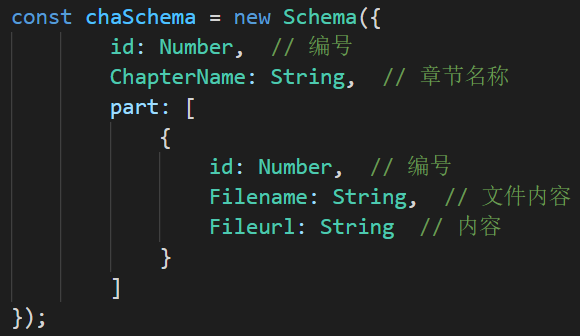 const chaSchema = new Schema({
id: Number,  // 编号
ChapterName: String,  // 章节名称
part: [
{
id: Number,  // 编号
Filename: String,  // 文件内容
Fileurl: String  // 内容
}
]
});